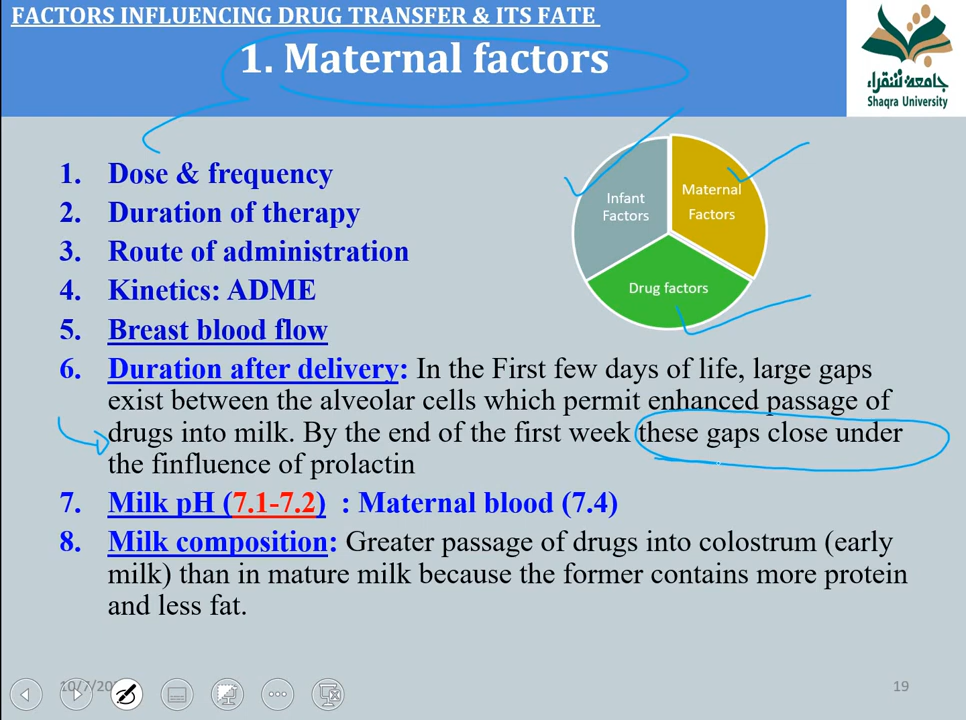 FACTORS INFLUENCING DRUG TRANSFER & ITS FATE
1. Maternal factors
جامعة شقراء
Shaqra University
1. Dose & frequency
2. Duration of therapy
3. Route of administration
4. Kinetics: ADME
5. Breast blood flow
Infant
Factors
Maternal
Factors
Drug factors
6. Duration after delivery: In the First few days of life, large gaps
exist between the alveolar cells which permit enhanced passage of
drugs into milk. By the end of the first week these gaps close under
the finfluence of prolactin
7. Milk pH (7.1-7.2) : Maternal blood (7.4)
8. Milk composition: Greater passage of drugs into colostrum (early
milk) than in mature milk because the former contains more protein
and less fat.
19